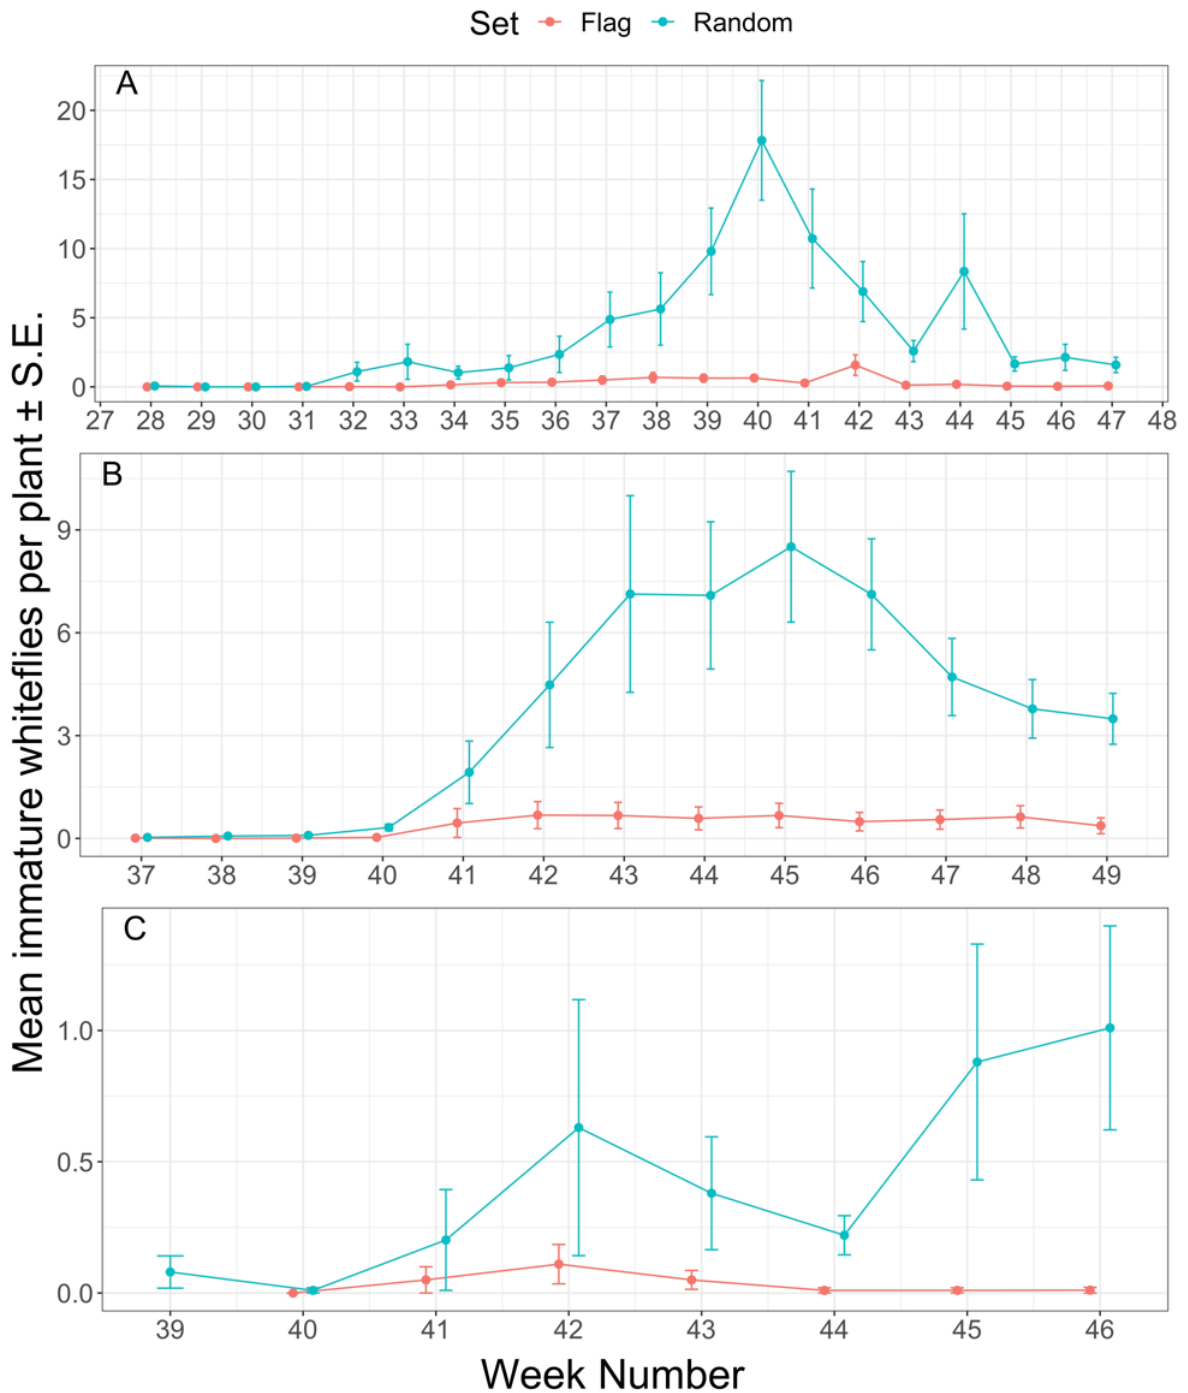 Set Flag Random
Mean immature whiteflies per plant ± S.E.
A
20
15
10
5
0
27 28 29 30 31 32 33 34 35 36 37 38 39 40 41 42 43 44 45 46 47 48
B
9
6
3
0
37 38 39 40 41 42 43 44 45 46 47 48 49
C
1.0
0.5
0.0
39 40 41 42 43 44 45 46
Week Number